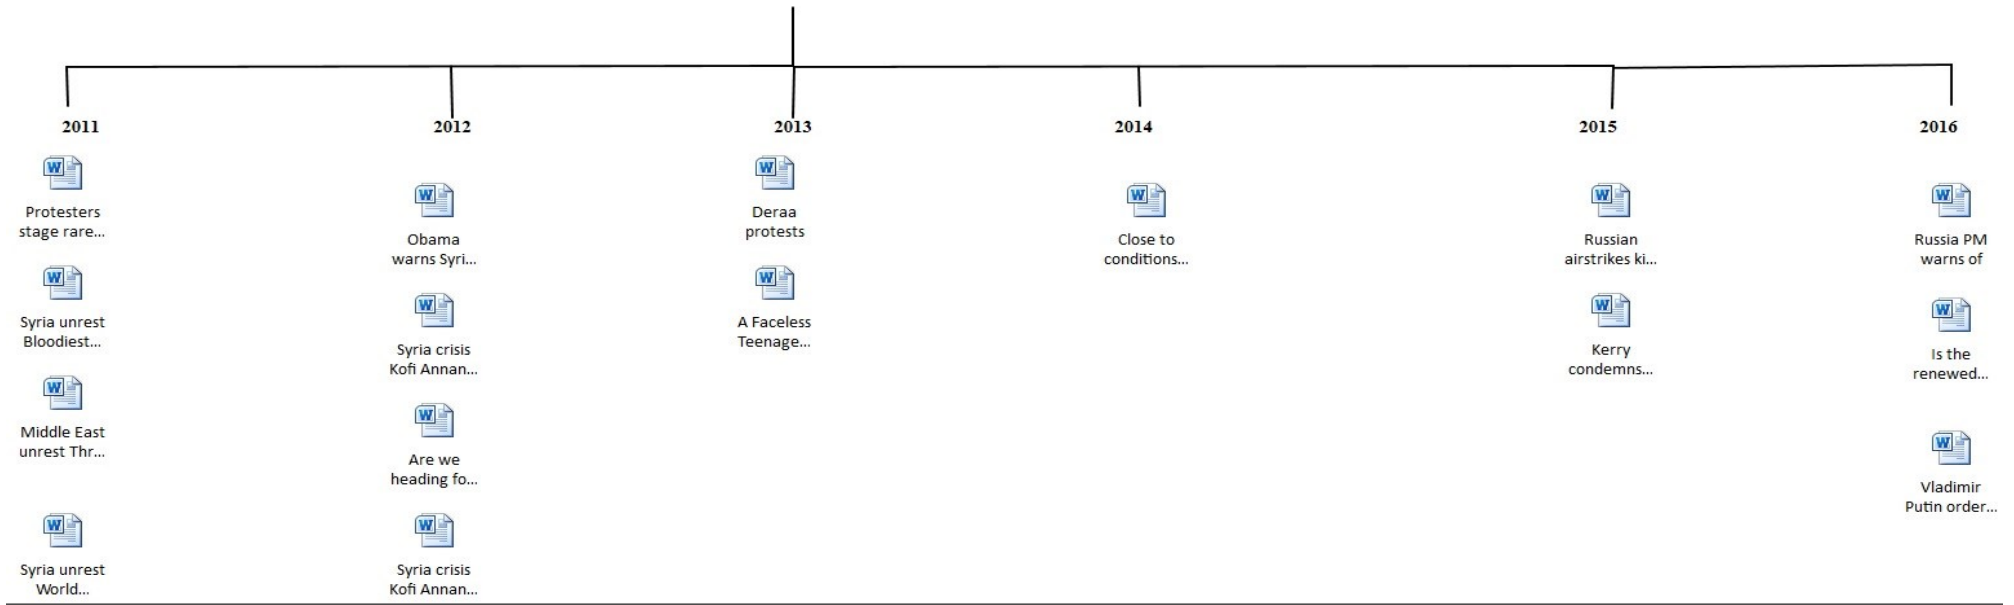 2011
2012
2013
2014
2015
2016
Protesters
stage rare...
Syria unrest
Bloodiest...
Middle East
unrest Thr...
Syria unrest
World...
Obama
warns Syri...
Syria crisis
Kofi Annan...
Are we
heading fo...
Syria crisis
Kofi Annan...
Deraa
protests
A Faceless
Teenage...
Close to
conditions...
Russian
airstrikes ki...
Kerry
condemns...
Russia PM
warns of
Is the
renewed...
Vladimir
Putin order...